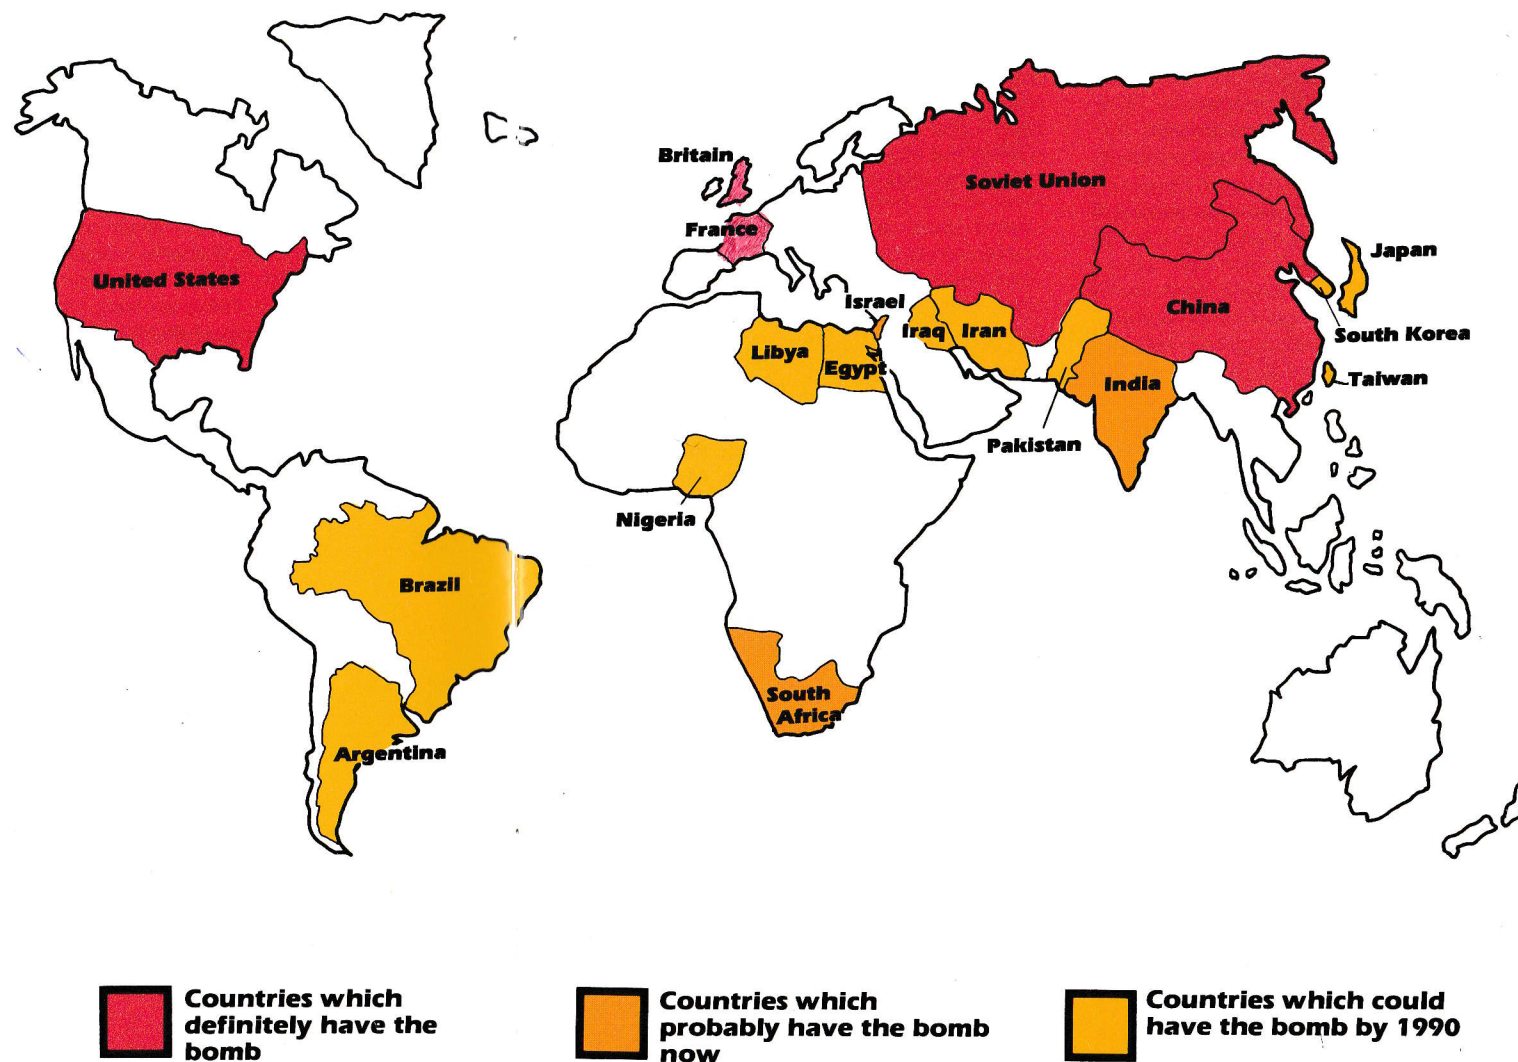 Britain
Soviet Union
France
United States
Japan
Israel
China
Iraq
Iran
South Korea
Libya
Egypt
India
Taiwan
Pakistan
Nigeria
Brazil
South
Africa
Argentina
Countries which
definitely have the
bomb
Countries which
probably have the bomb
now
Countries which could
have the bomb by 1990